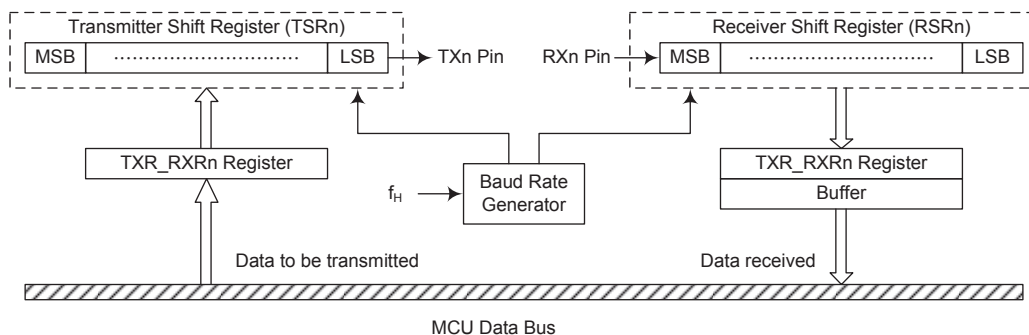 Transmitter Shift Register (TSRn)
MSB ................................ LSB
TXn Pin
RXn Pin
Receiver Shift Register (RSRn)
MSB ................................ LSB
TXR_RXRn Register
fH
Baud Rate
Generator
TXR_RXRn Register
Buffer
Data to be transmitted
Data received
MCU Data Bus